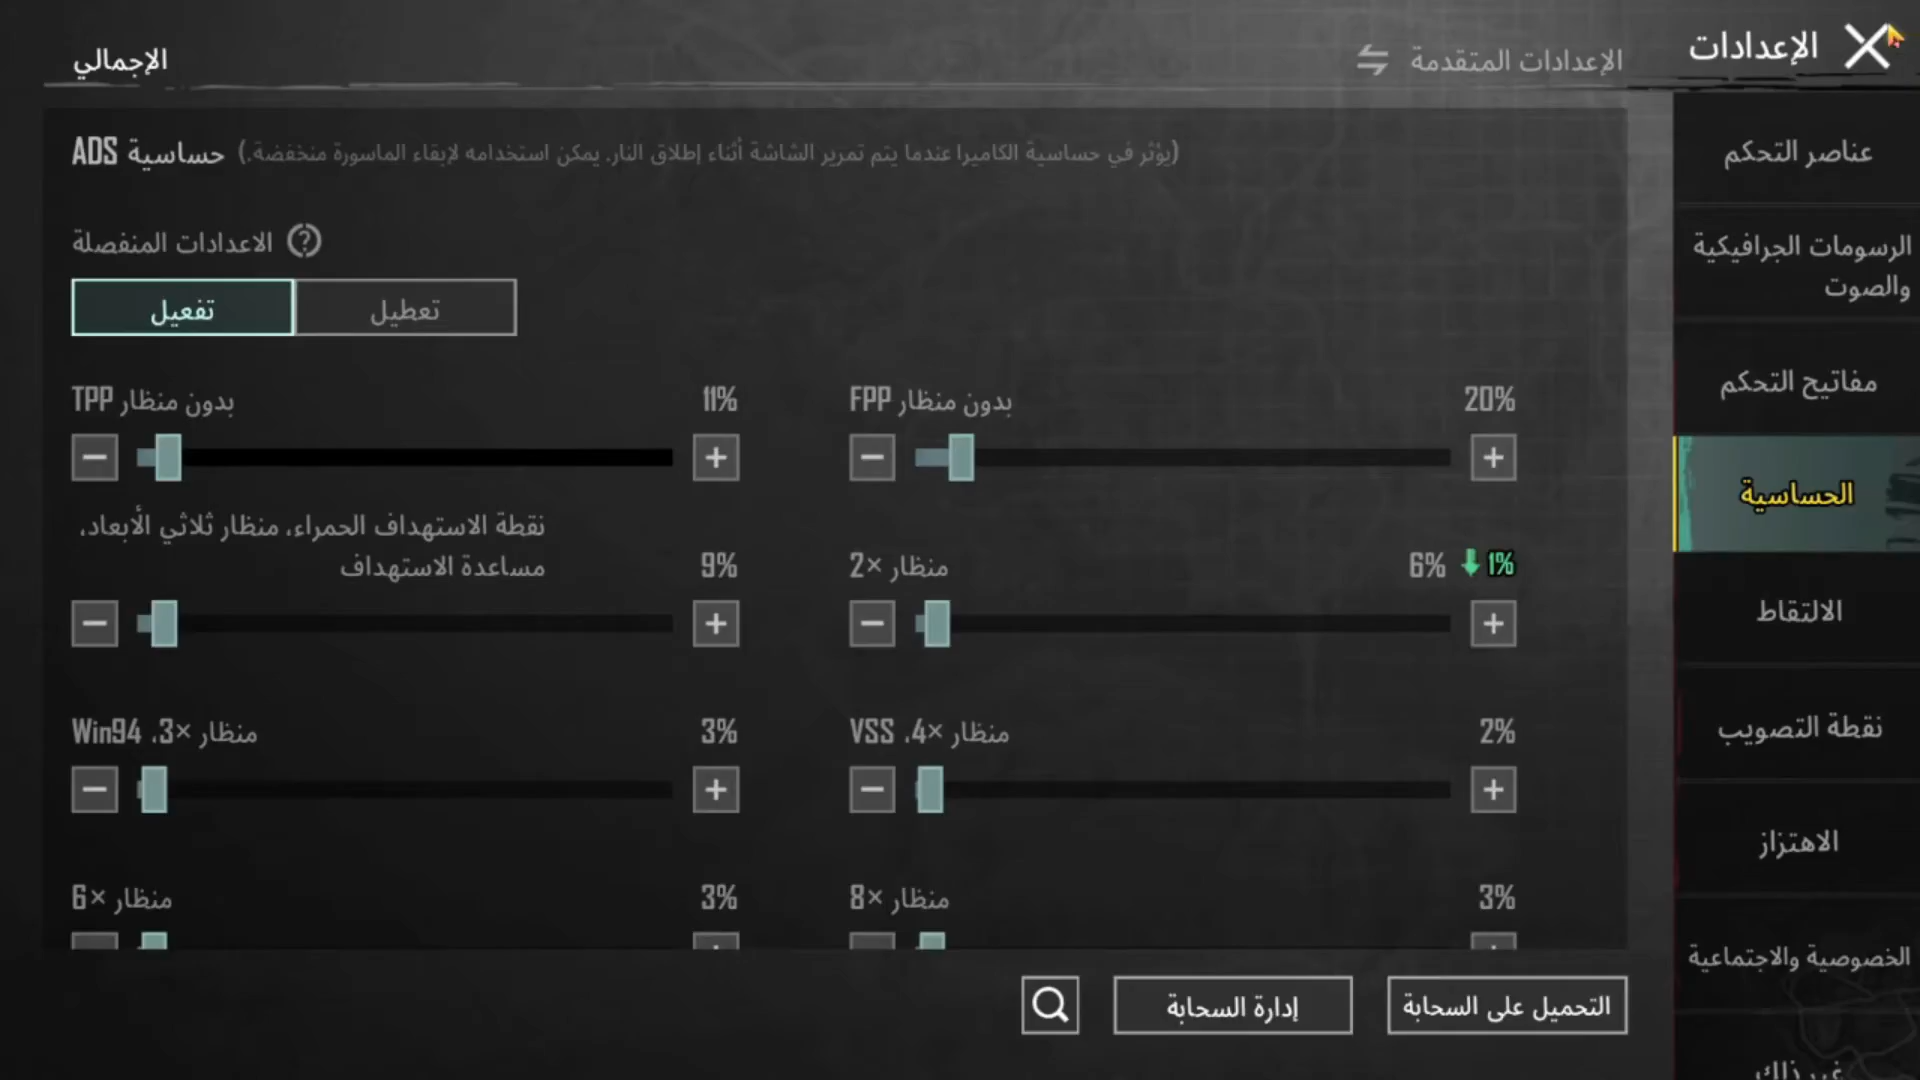 الإعدادات
الإعدادات المتقدمة
الإجمالي
حساسية ADS (يؤثر في حساسية الكاميرا عندما يتم تمرير الشاشة أثناء إطلاق النار. يمكن استخدامه لإبقاء الماسورة منخفضة.)
الاعدادات المنفصلة
تفعيل
تعطيل
بدون منظار TPP
11%
بدون منظار FPP
20%
نقطة الاستهداف الحمراء، منظار ثلاثي الأبعاد،
مساعدة الاستهداف
9%
منظار ×2
6% 1%
منظار ×3، Win94
3%
منظار ×4، VSS
2%
منظار ×6
3%
منظار ×8
3%
إدارة السحابة
التحميل على السحابة
عناصر التحكم
الرسومات الجرافيكية
والصوت
مفاتيح التحكم
الحساسية
الالتقاط
نقطة التصويب
الاهتزاز
الخصوصية والاجتماعية
غير ذلك